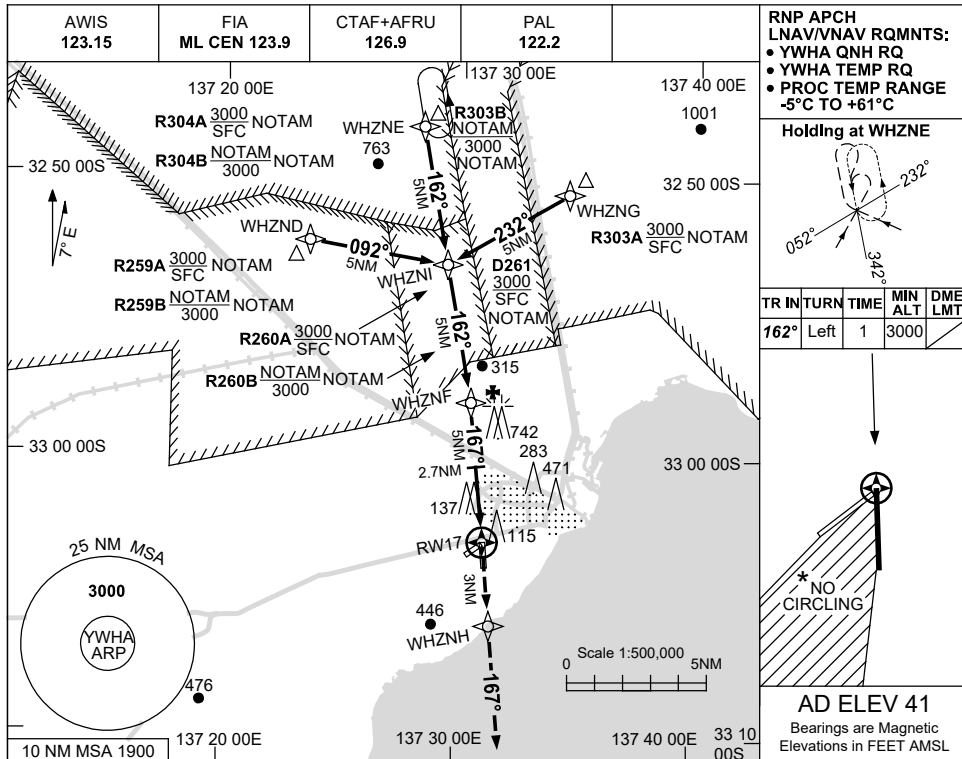 AWIS
123.15
FIA
ML CEN 123.9
CTAF+AFRU
126.9
PAL
122.2
RNP APCH
LNAV/VNAV RQMNTS:
• YWHA QNH RQ
• YWHA TEMP RQ
• PROC TEMP RANGE
-5°C TO +61°C
137 20 00E
137 30 00E
137 40 00E
R304A 3000/SFC NOTAM
R304B NOTAM/3000 NOTAM
WHZNE
763
R303B
NOTAM
3000
NOTAM
1001
32 50 00S
32 50 00S
162°
5NM
7° E
WHZND
092°
5NM
232°
5NM
WHZNG
R303A 3000/SFC NOTAM
WHZNI
R259A 3000/SFC NOTAM
R259B NOTAM/3000 NOTAM
D261
3000
SFC
NOTAM
162°
5NM
R260A 3000/SFC NOTAM
R260B NOTAM/3000 NOTAM
315
WHZNF
742
33 00 00S
33 00 00S
167°
5NM
2.7NM
283
471
137
115
RW17
3NM
446
WHZNH
167°
25 NM MSA
3000
YWHA
ARP
476
Scale 1:500,000
0
5NM
10 NM MSA 1900
137 20 00E
137 30 00E
137 40 00E
33 10
00S
Holding at WHZNE
232°
052°
342°
TR IN TURN TIME MIN ALT DME LMT
162° Left 1 3000
* NO
CIRCLING
AD ELEV 41
Bearings are Magnetic
Elevations in FEET AMSL